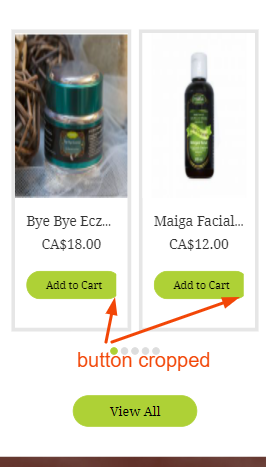 Bye Bye Ecz...
Maiga Facial...
CA$18.00
CA$12.00
Add to Cart
Add to Cart
button cropped
View All